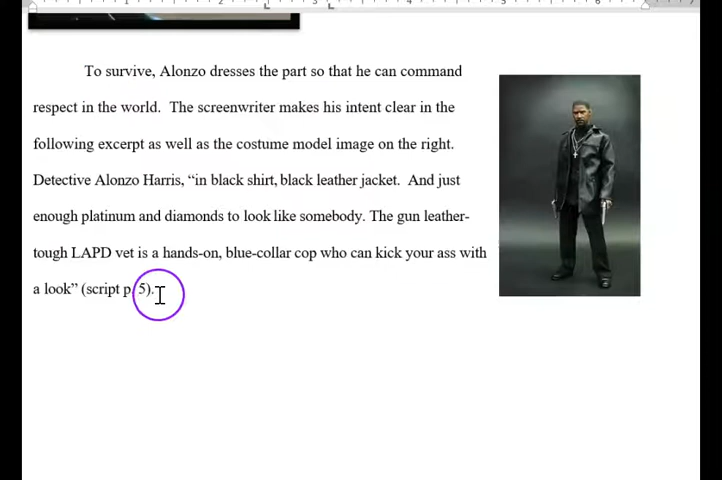 To survive, Alonzo dresses the part so that he can command
respect in the world.  The screenwriter makes his intent clear in the
following excerpt as well as the costume model image on the right.
Detective Alonzo Harris, “in black shirt, black leather jacket.  And just
enough platinum and diamonds to look like somebody. The gun leather-
tough LAPD vet is a hands-on, blue-collar cop who can kick your ass with
a look” (script p. 5).